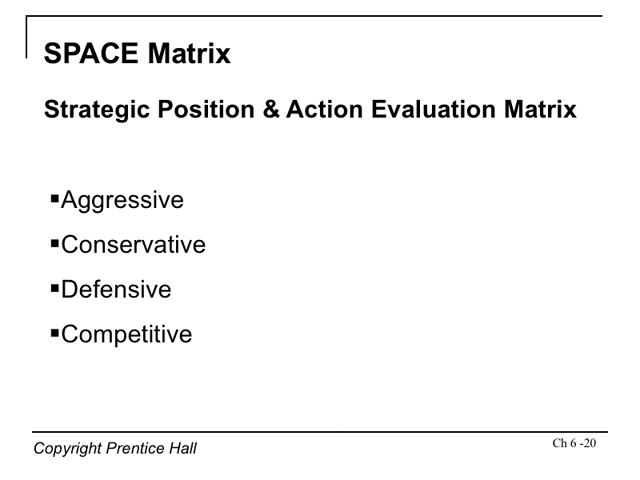 SPACE Matrix
Strategic Position & Action Evaluation Matrix
▪Aggressive
▪Conservative
▪Defensive
▪Competitive
Copyright Prentice Hall
Ch 6 -20